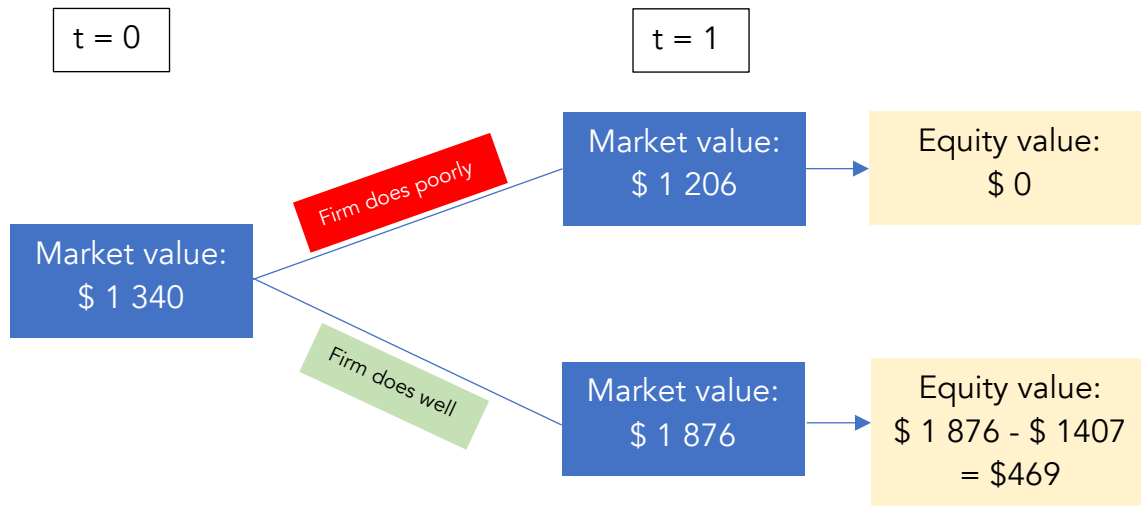 t = 0
t = 1
Market value:
$ 1 206
Equity value:
$ 0
Firm does poorly
Market value:
$ 1 340
Firm does well
Market value:
$ 1 876
Equity value:
$ 1 876 - $ 1407
= $469